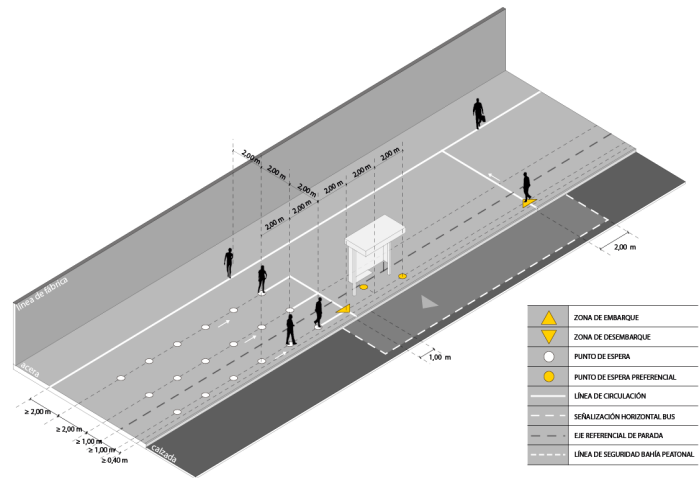 2,00 m
2,00 m
2,00 m
2,00 m
2,00 m
2,00 m
2,00 m
línea de fábrica
acera
calzada
2,00 m
1,00 m
≥ 2,00 m
≥ 2,00 m
≥ 1,00 m
≥ 1,00 m
≥ 0,40 m
ZONA DE EMBARQUE
ZONA DE DESEMBARQUE
PUNTO DE ESPERA
PUNTO DE ESPERA PREFERENCIAL
LÍNEA DE CIRCULACIÓN
SEÑALIZACIÓN HORIZONTAL BUS
EJE REFERENCIAL DE PARADA
LÍNEA DE SEGURIDAD BAHÍA PEATONAL